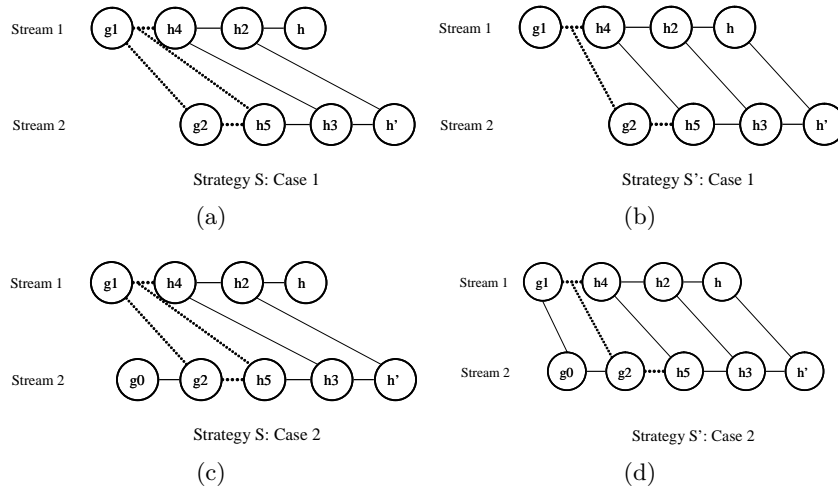 Stream 1 g1 h4 h2 h
Stream 2 g2 h5 h3 h'
Strategy S: Case 1
(a)
Stream 1 g1 h4 h2 h
Stream 2 g2 h5 h3 h'
Strategy S’: Case 1
(b)
Stream 1 g1 h4 h2 h
Stream 2 g0 g2 h5 h3 h'
Strategy S: Case 2
(c)
Stream 1 g1 h4 h2 h
Stream 2 g0 g2 h5 h3 h'
Strategy S’: Case 2
(d)